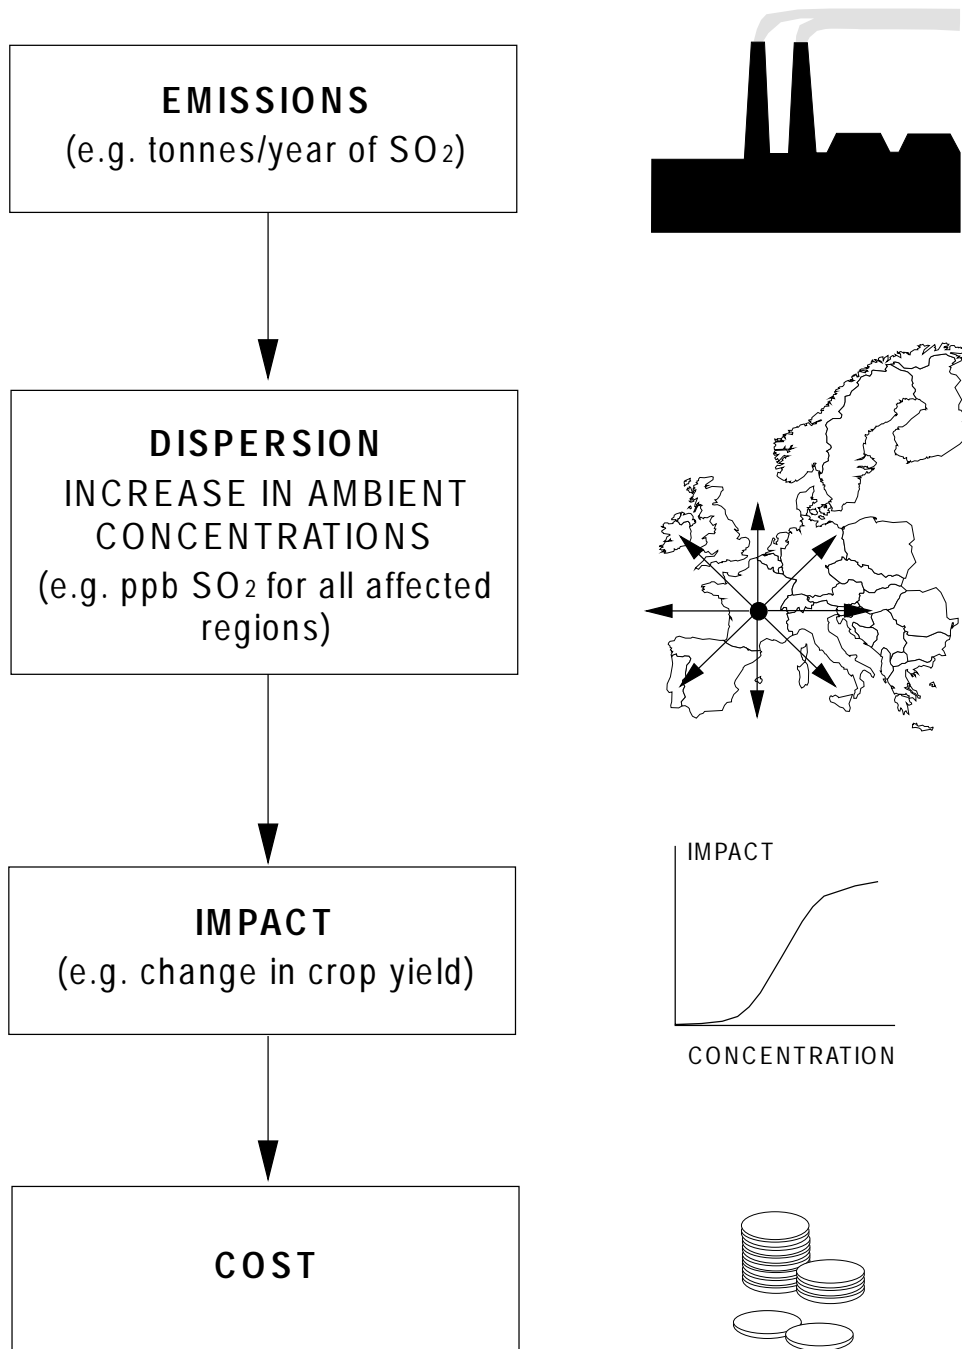 EMISSIONS
(e.g. tonnes/year of SO2)
DISPERSION
INCREASE IN AMBIENT
CONCENTRATIONS
(e.g. ppb SO2 for all affected
regions)
IMPACT
(e.g. change in crop yield)
IMPACT
CONCENTRATION
COST